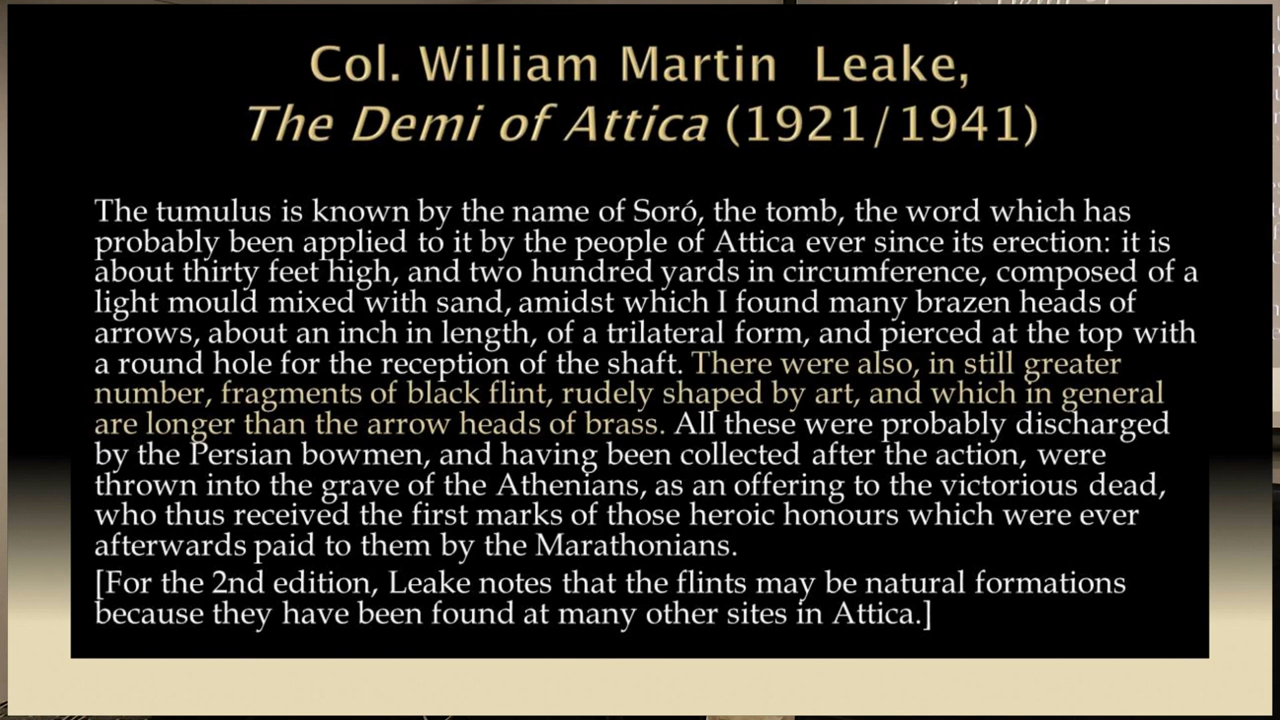 Col. William Martin Leake,
The Demi of Attica (1921/1941)
The tumulus is known by the name of Soró, the tomb, the word which has
probably been applied to it by the people of Attica ever since its erection: it is
about thirty feet high, and two hundred yards in circumference, composed of a
light mould mixed with sand, amidst which I found many brazen heads of
arrows, about an inch in length, of a trilateral form, and pierced at the top with
a round hole for the reception of the shaft. There were also, in still greater
number, fragments of black flint, rudely shaped by art, and which in general
are longer than the arrow heads of brass. All these were probably discharged
by the Persian bowmen, and having been collected after the action, were
thrown into the grave of the Athenians, as an offering to the victorious dead,
who thus received the first marks of those heroic honours which were ever
afterwards paid to them by the Marathonians.
[For the 2nd edition, Leake notes that the flints may be natural formations
because they have been found at many other sites in Attica.]